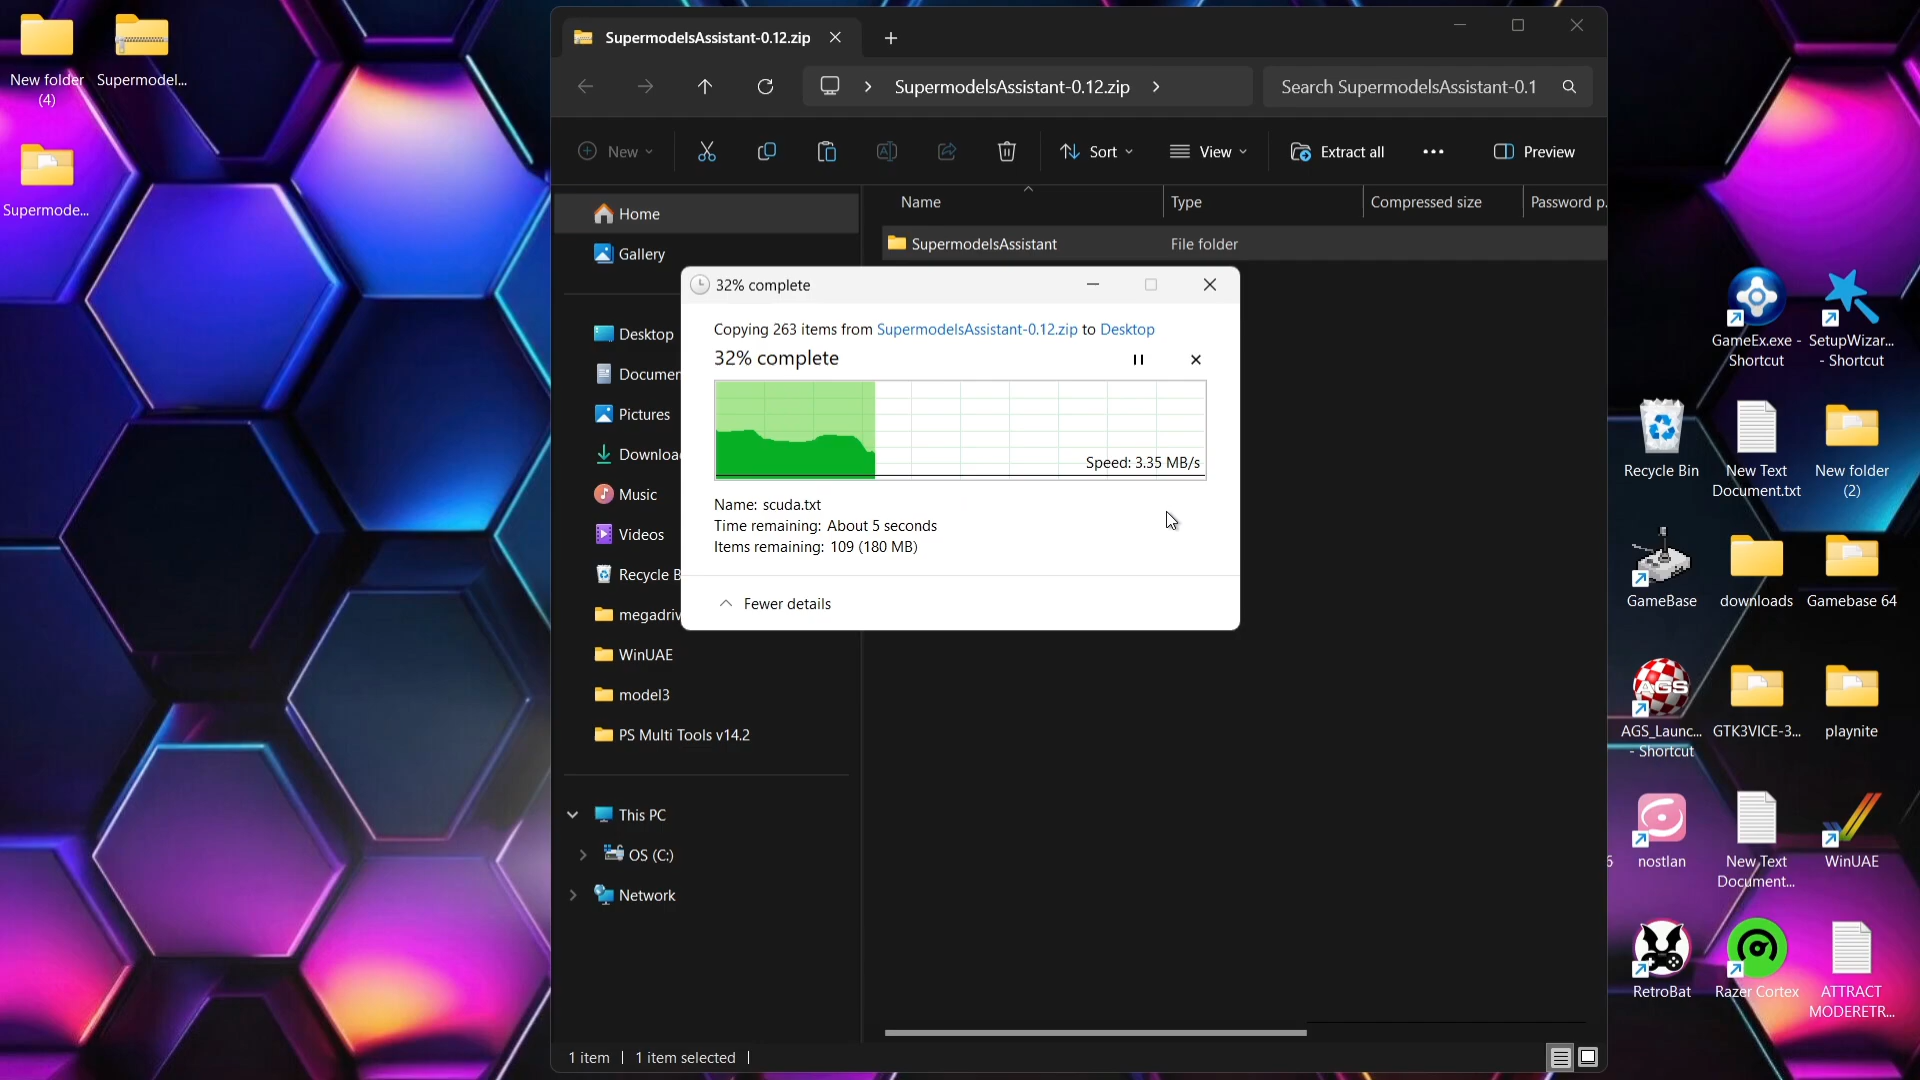 New folder
(4)
Supermodel...
Supermode...
SupermodelsAssistant-0.12.zip
SupermodelsAssistant-0.12.zip
Search SupermodelsAssistant-0.1
New
Sort
View
Extract all
Preview
Name
Type
Compressed size
Password p.
Home
Gallery
SupermodelsAssistant
File folder
32% complete
Copying 263 items from SupermodelsAssistant-0.12.zip to Desktop
32% complete
Speed: 3.35 MB/s
Name: scuda.txt
Time remaining: About 5 seconds
Items remaining: 109 (180 MB)
Fewer details
Desktop
Documen
Pictures
Downloa
Music
Videos
Recycle B
megadriv
WinUAE
model3
PS Multi Tools v14.2
This PC
OS (C:)
Network
1 item
1 item selected
GameEx.exe
- Shortcut
SetupWizar...
- Shortcut
Recycle Bin
New Text
Document.txt
New folder
(2)
GameBase
downloads
Gamebase 64
AGS
AGS_Launc...
- Shortcut
GTK3VICE-3...
playnite
nostlan
New Text
Document...
WinUAE
RetroBat
Razer Cortex
ATTRACT
MODERETR...